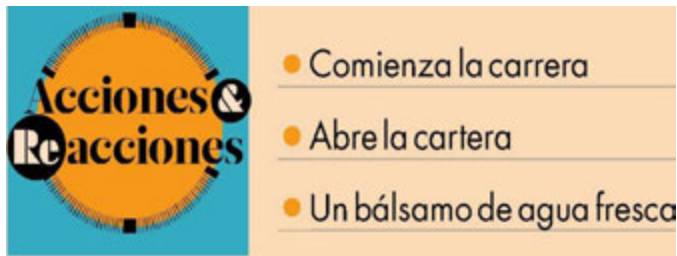 Acciones &
Reacciones
Comienza la carrera
Abre la cartera
Un bálsamo de agua fresca